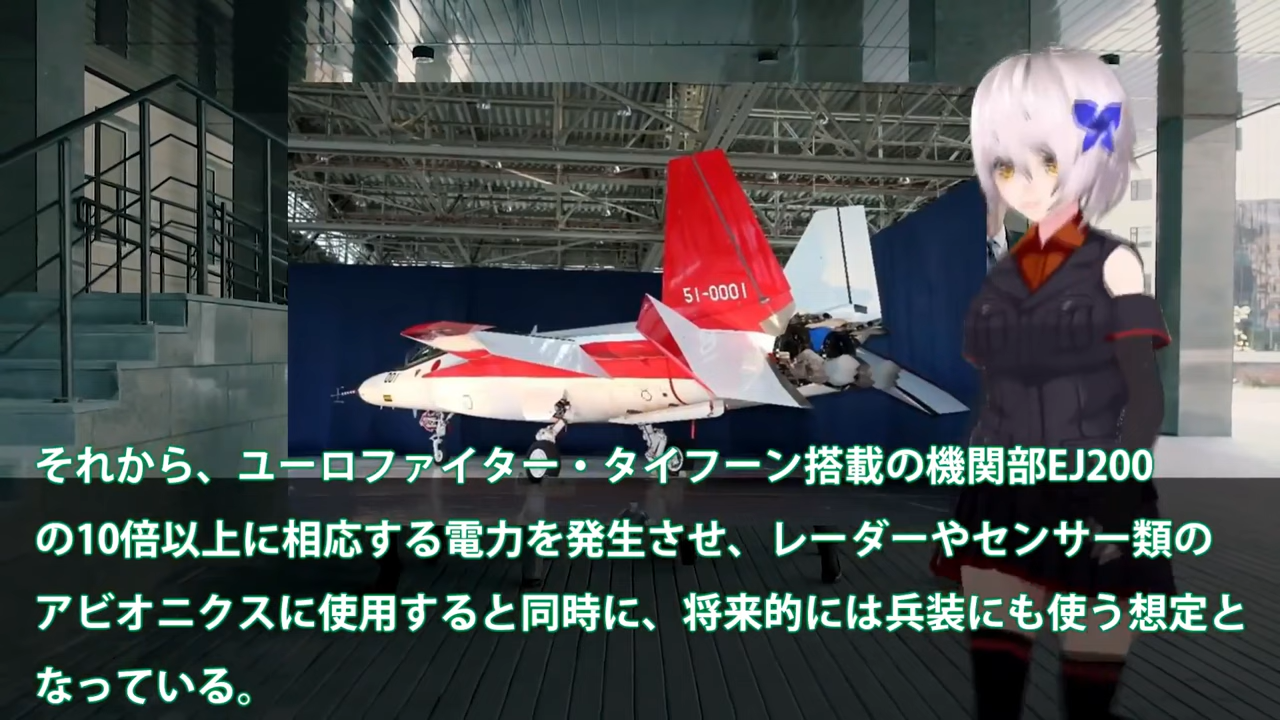 51-0001
それから、ユーロファイター・タイフーン搭載の機関部EJ200
の10倍以上に相応する電力を発生させ、レーダーやセンサー類の
アビオニクスに使用すると同時に、将来的には兵装にも使う想定と
なっている。